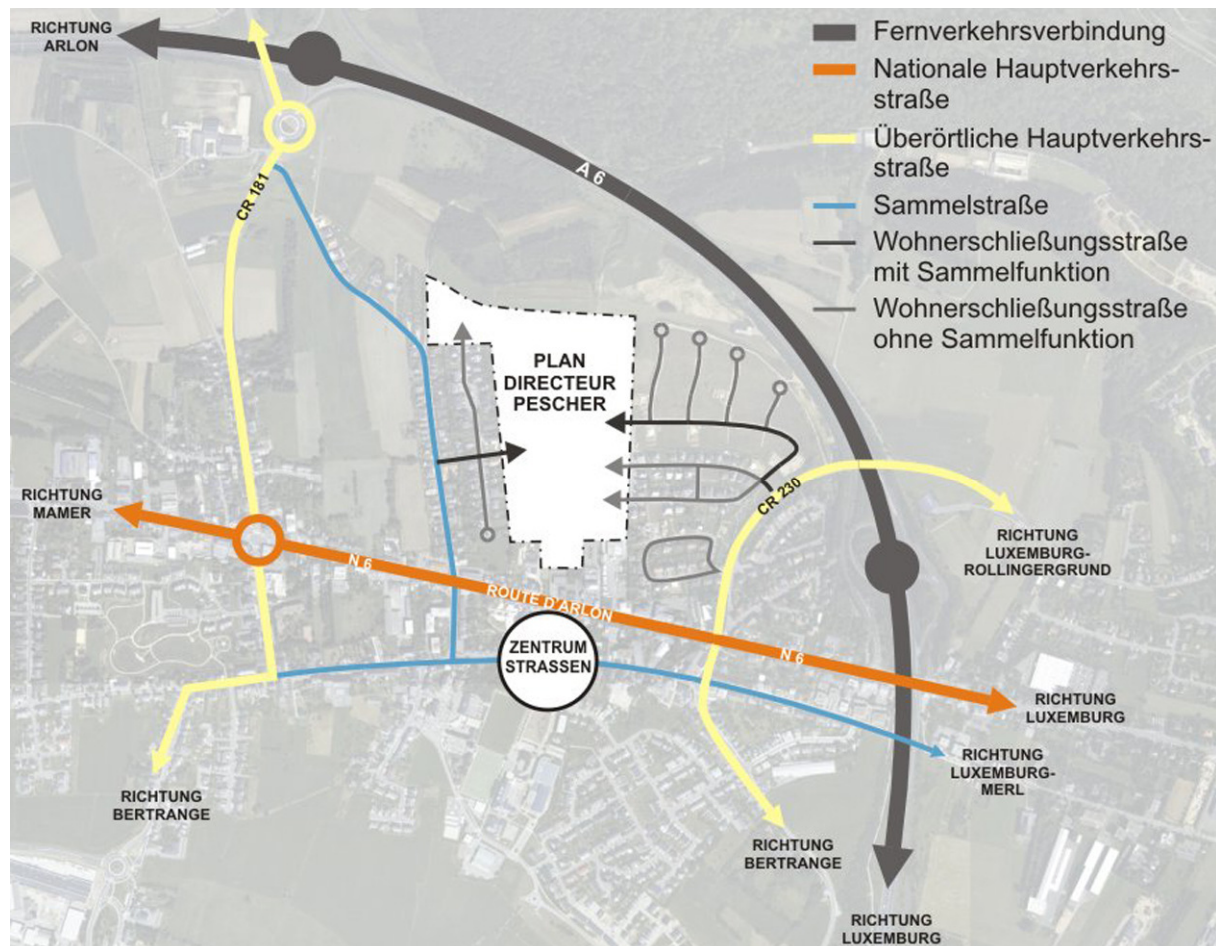 RICHTUNG
ARLON
Fernverkehrsverbindung
Nationale Hauptverkehrs-
straße
Überörtliche Hauptverkehrs-
straße
Sammelstraße
Wohnerschließungsstraße
mit Sammelfunktion
Wohnerschließungsstraße
ohne Sammelfunktion
A 6
CR 181
PLAN
DIRECTEUR
PESCHER
CR 230
RICHTUNG
MAMER
N 6
ROUTE D'ARLON
N 6
RICHTUNG
LUXEMBURG-
ROLLINGERGRUND
ZENTRUM
STRASSEN
RICHTUNG
LUXEMBURG
RICHTUNG
LUXEMBURG-
MERL
RICHTUNG
BERTRANGE
RICHTUNG
BERTRANGE
RICHTUNG
LUXEMBURG